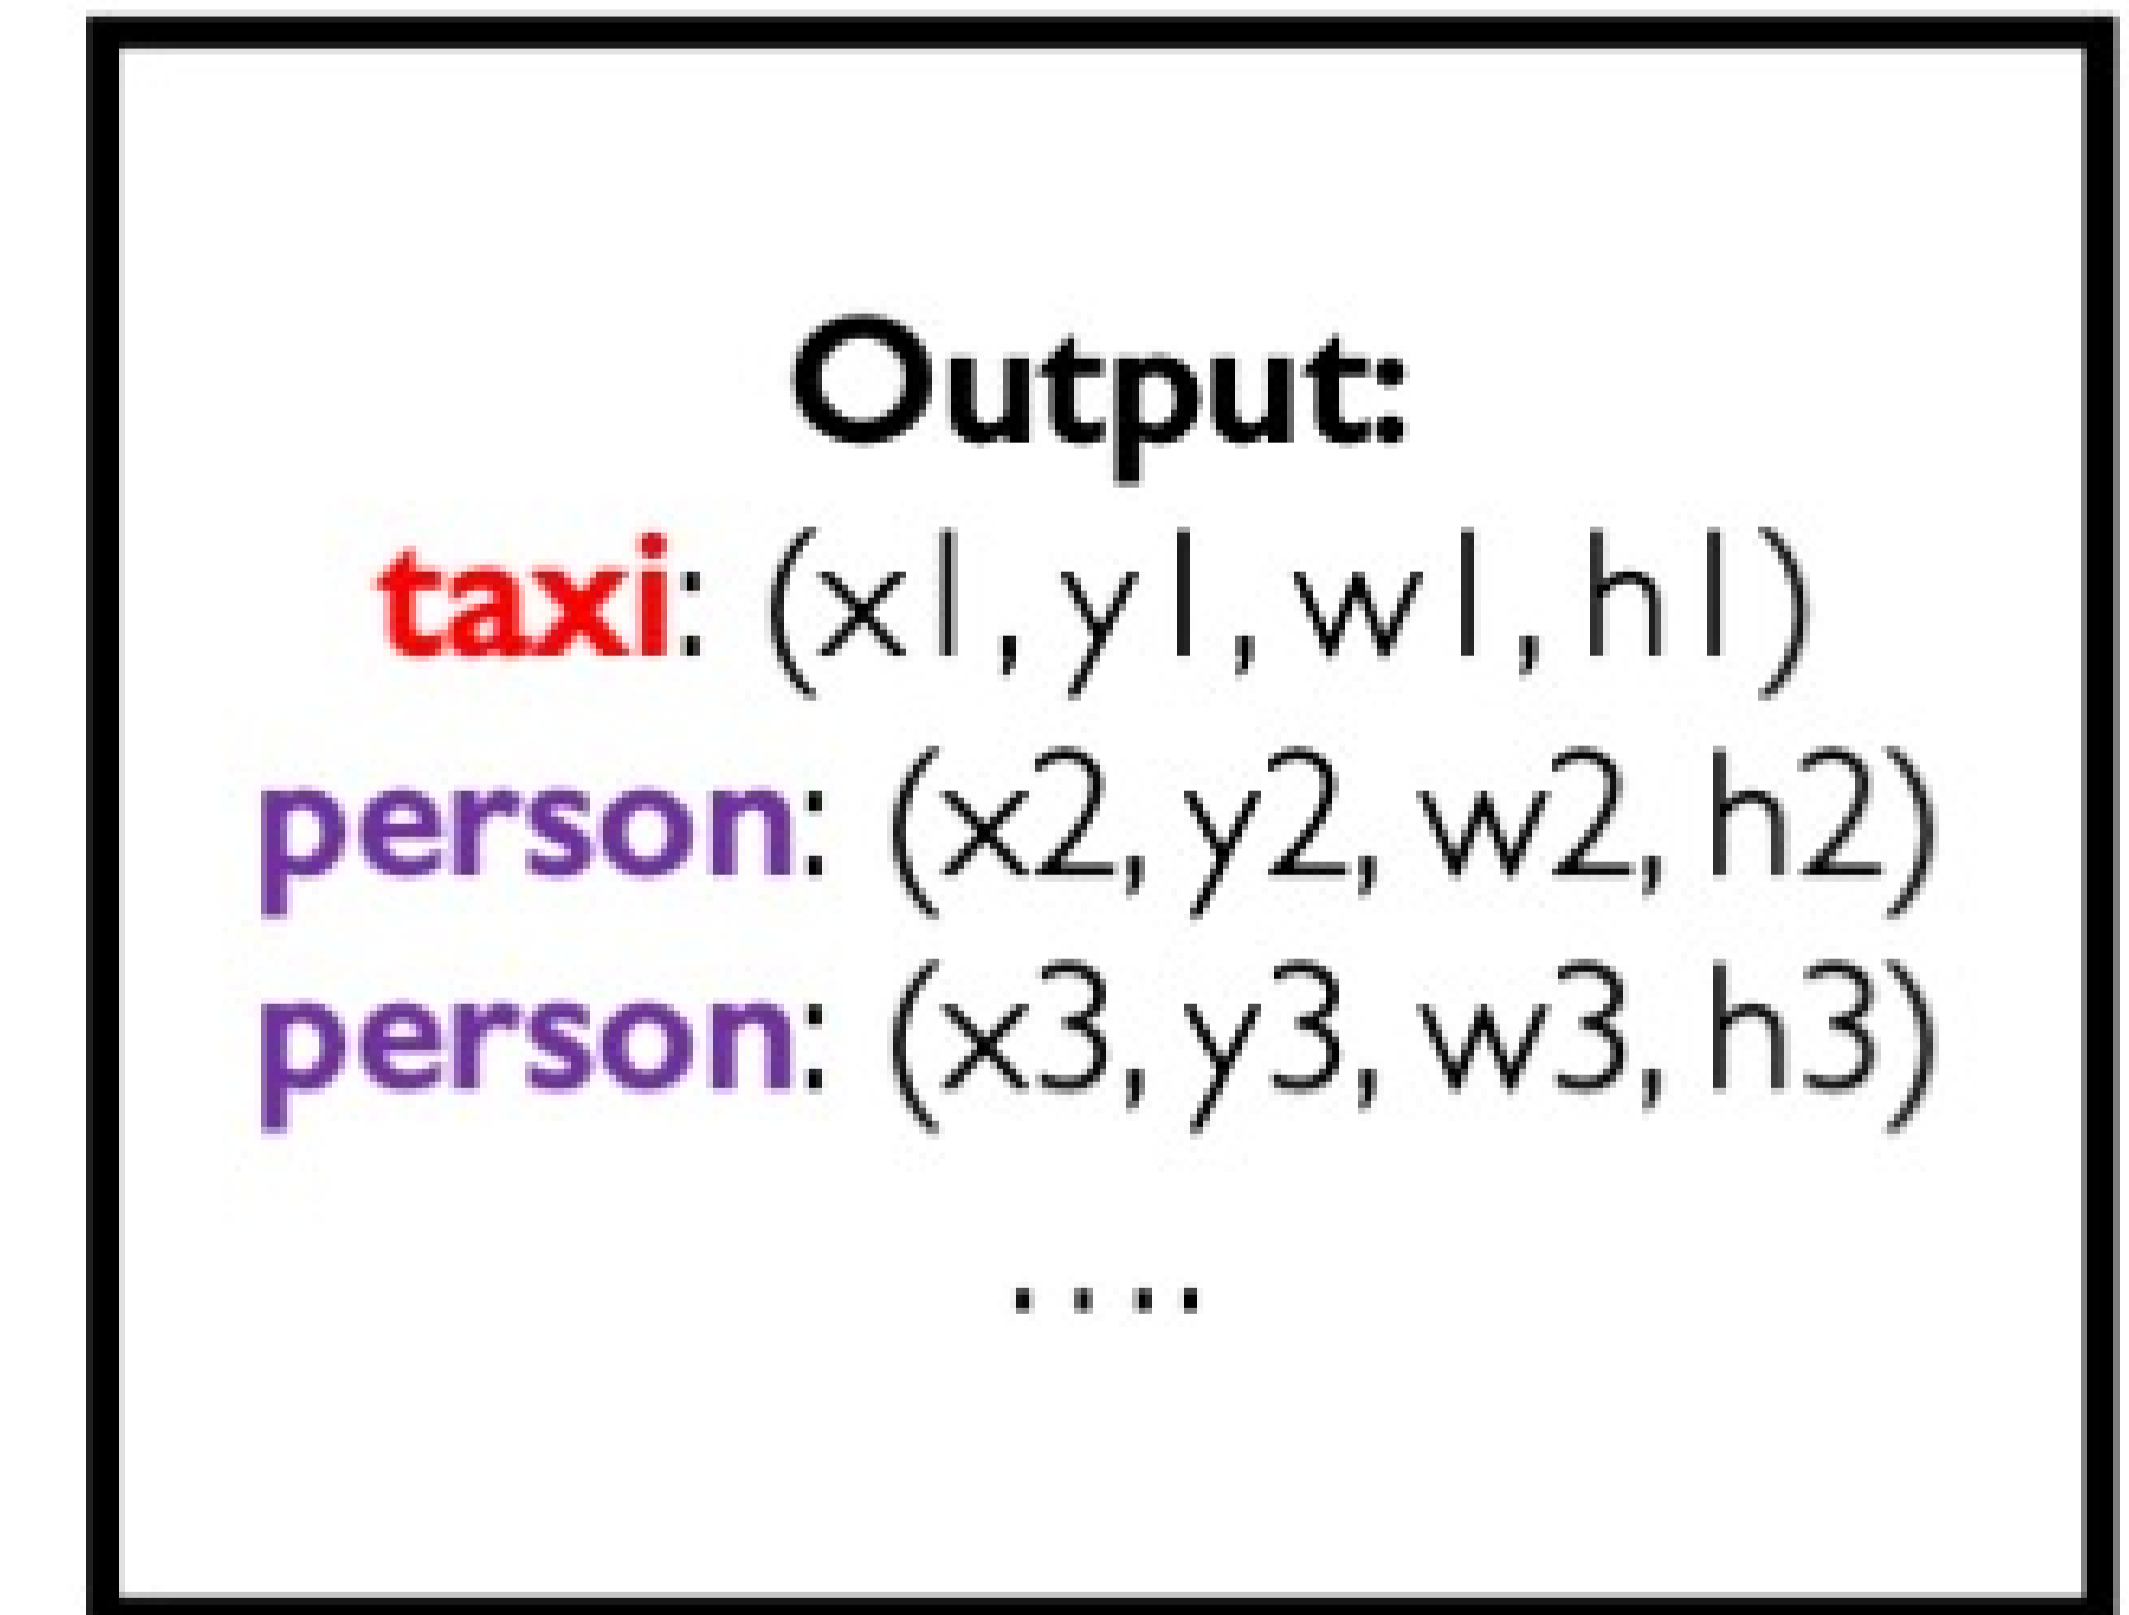 Output:
taxi: (x1, y1, w1, h1)
person: (x2, y2, w2, h2)
person: (x3, y3, w3, h3)
....